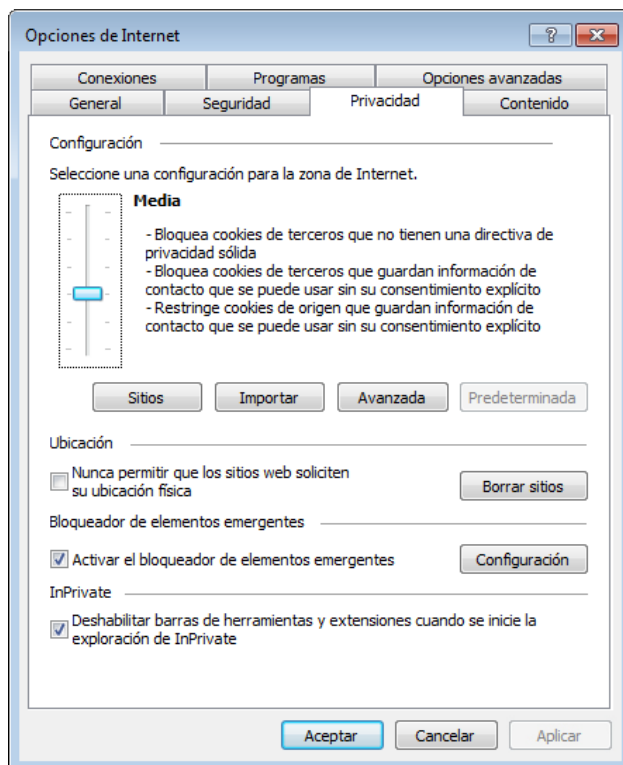 Opciones de Internet
Conexiones Programas Opciones avanzadas
General Seguridad Privacidad Contenido
Configuración
Seleccione una configuración para la zona de Internet.
Media
- Bloquea cookies de terceros que no tienen una directiva de
privacidad sólida
- Bloquea cookies de terceros que guardan información de
contacto que se puede usar sin su consentimiento explícito
- Restringe cookies de origen que guardan información de
contacto que se puede usar sin su consentimiento explícito
Sitios Importar Avanzada Predeterminada
Ubicación
Nunca permitir que los sitios web soliciten
su ubicación física
Borrar sitios
Bloqueador de elementos emergentes
Activar el bloqueador de elementos emergentes Configuración
InPrivate
Deshabilitar barras de herramientas y extensiones cuando se inicie la
exploración de InPrivate
Aceptar Cancelar Aplicar